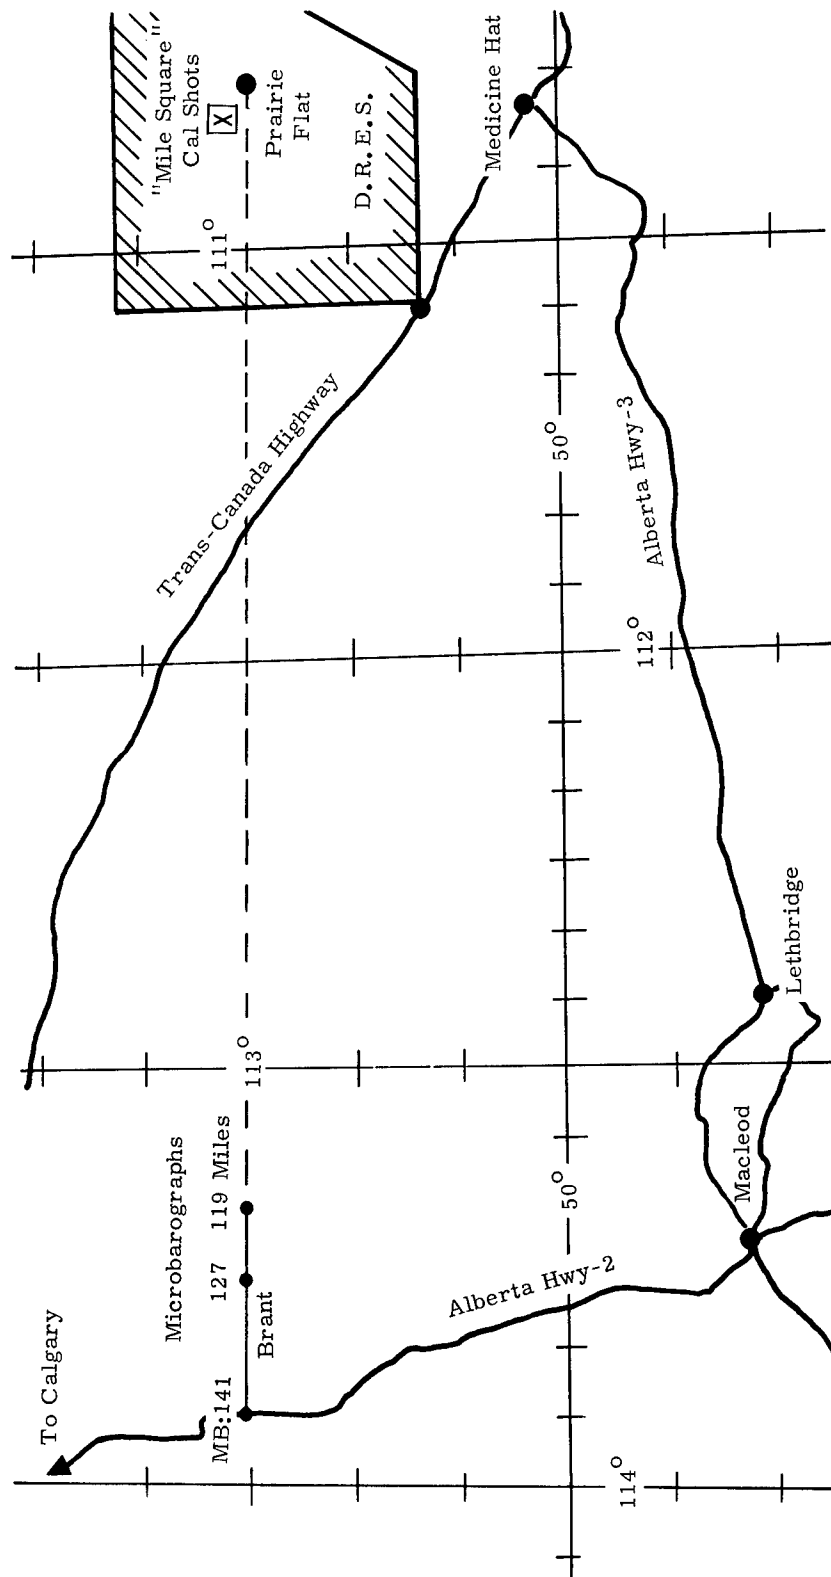 "Mile Square"
Cal Shots
X
Prairie
Flat
D.R.E.S.
Medicine Hat
111°
Trans-Canada Highway
50°
Alberta Hwy-3
112°
Lethbridge
113°
Microbarographs
MB:141
127
119 Miles
Brant
To Calgary
Alberta Hwy-2
50°
Macleod
114°